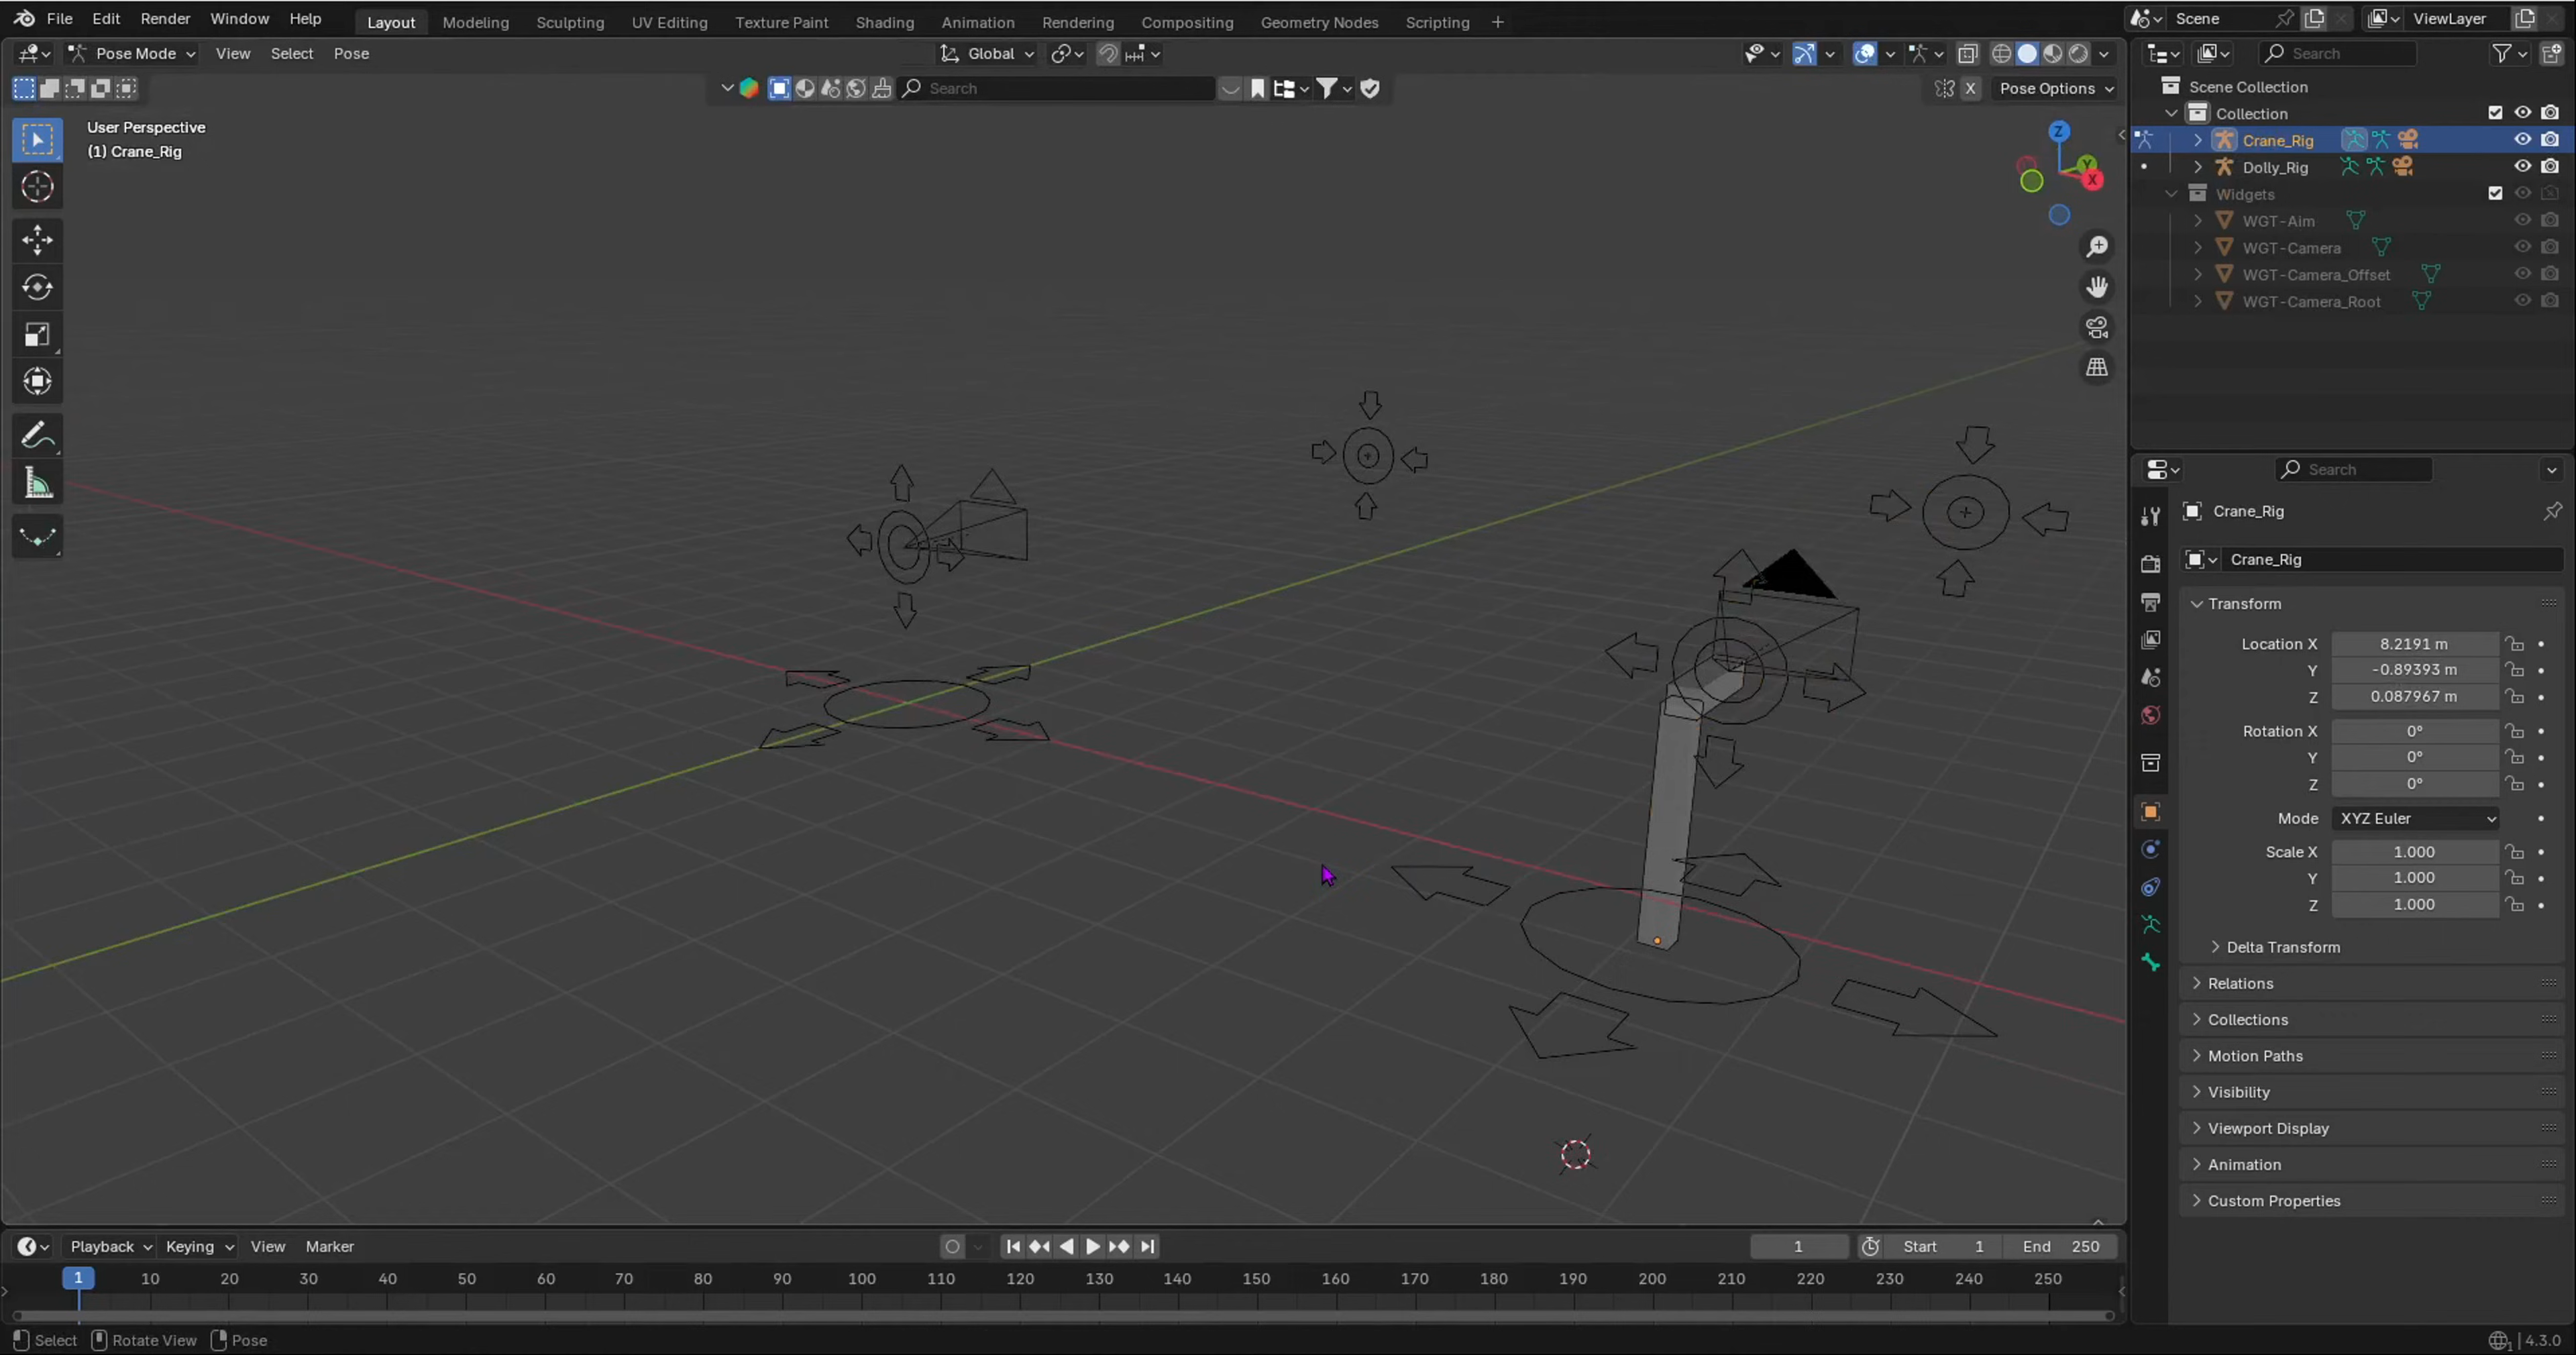 File Edit Render Window Help
Layout Modeling Sculpting UV Editing Texture Paint Shading Animation Rendering Compositing Geometry Nodes Scripting +
Scene
ViewLayer
Pose Mode View Select Pose
Global
Search
Search
X
Pose Options
User Perspective
(1) Crane_Rig
Z
Y
X
Scene Collection
Collection
Crane_Rig
Dolly_Rig
Widgets
WGT-Aim
WGT-Camera
WGT-Camera_Offset
WGT-Camera_Root
Search
Crane_Rig
Crane_Rig
Transform
Location X 8.2191 m
Y -0.89393 m
Z 0.087967 m
Rotation X 0°
Y 0°
Z 0°
Mode XYZ Euler
Scale X 1.000
Y 1.000
Z 1.000
Delta Transform
Relations
Collections
Motion Paths
Visibility
Viewport Display
Animation
Custom Properties
Playback Keying View Marker
1
Start 1 End 250
1 10 20 30 40 50 60 70 80 90 100 110 120 130 140 150 160 170 180 190 200 210 220 230 240 250
Select Rotate View Pose
4.3.0